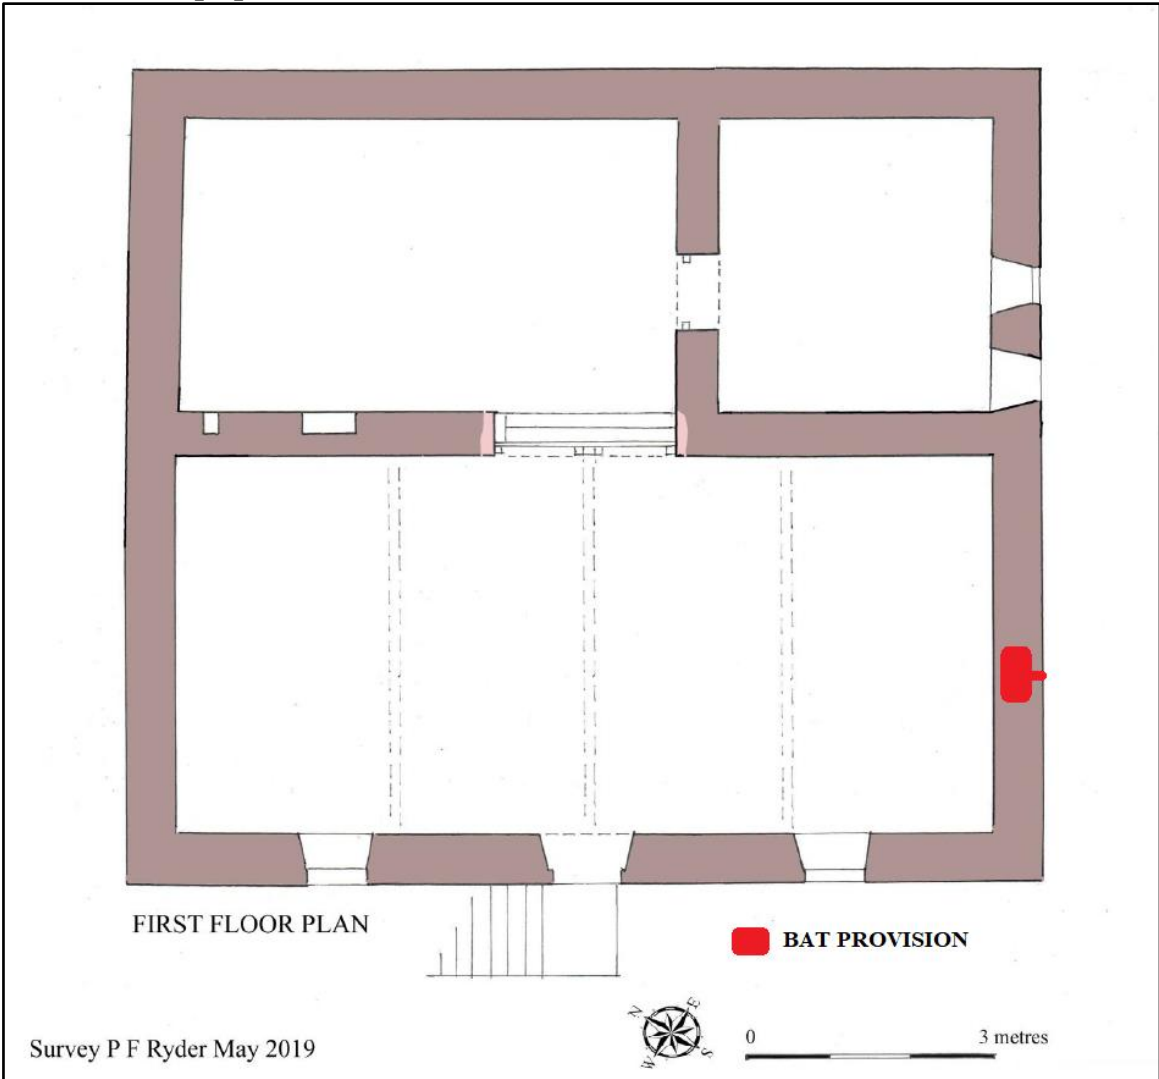 FIRST FLOOR PLAN
BAT PROVISION
N
E
W
S
0
3 metres
Survey P F Ryder May 2019